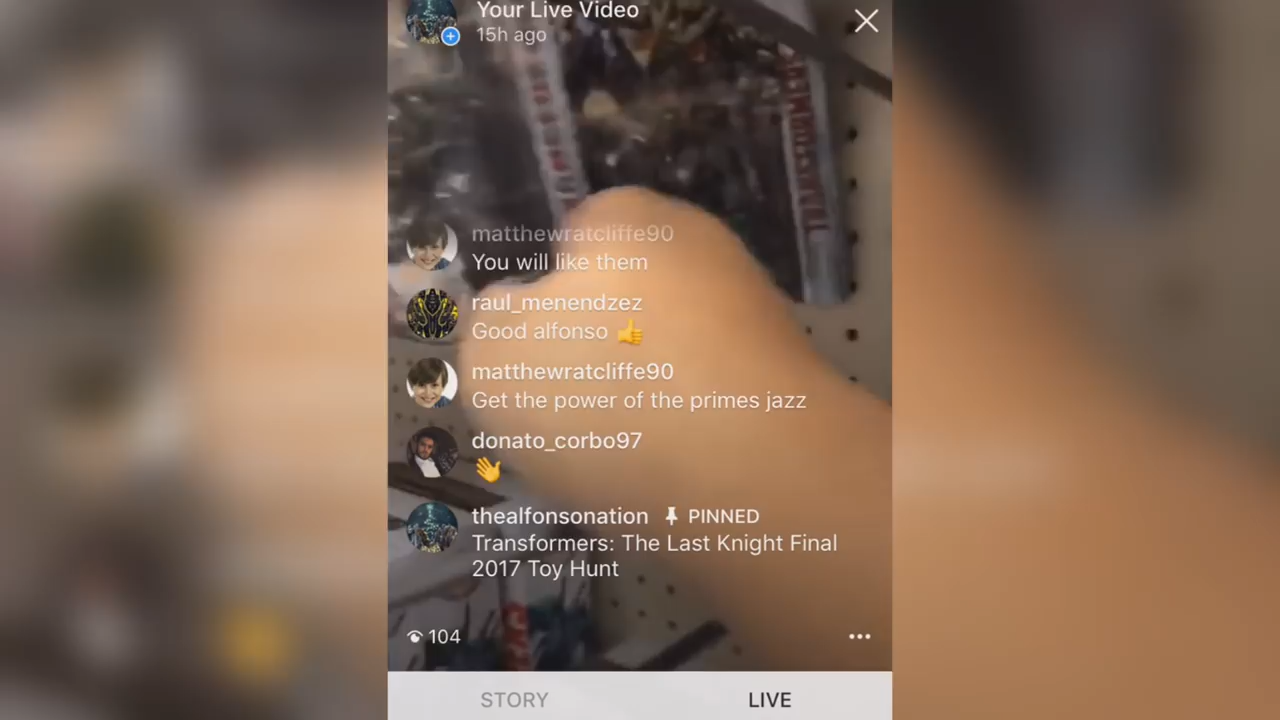 Your Live Video
15h ago
matthewratcliffe90
You will like them
raul_menendzez
Good alfonso 👍
matthewratcliffe90
Get the power of the primes jazz
donato_corbo97
👋
thealfonsonation PINNED
Transformers: The Last Knight Final
2017 Toy Hunt
104
STORY LIVE